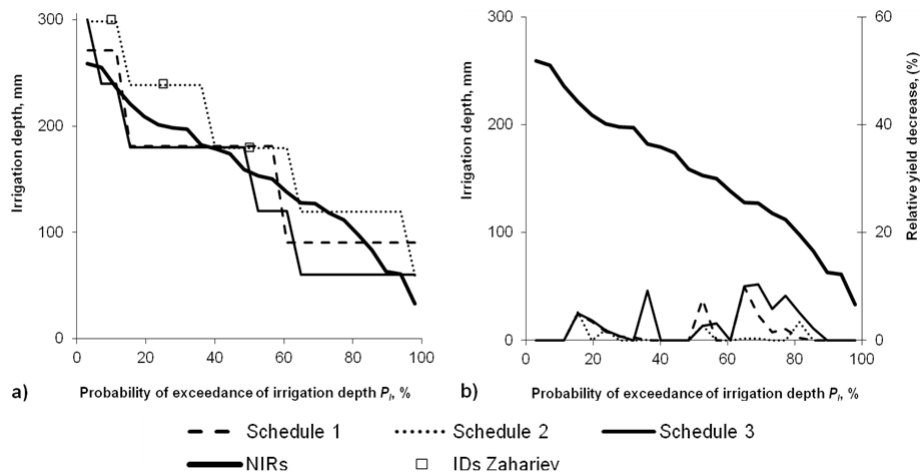 Irrigation depth, mm
300
200
100
0
0 20 40 60 80 100
Probability of exceedance of irrigation depth PI, %
a)
Irrigation depth, mm
300
200
100
0
60
40
20
0
Relative yield decrease, (%)
0 20 40 60 80 100
Probability of exceedance of irrigation depth PI, %
b)
Schedule 1
Schedule 2
Schedule 3
NIRs
IDs Zahariev